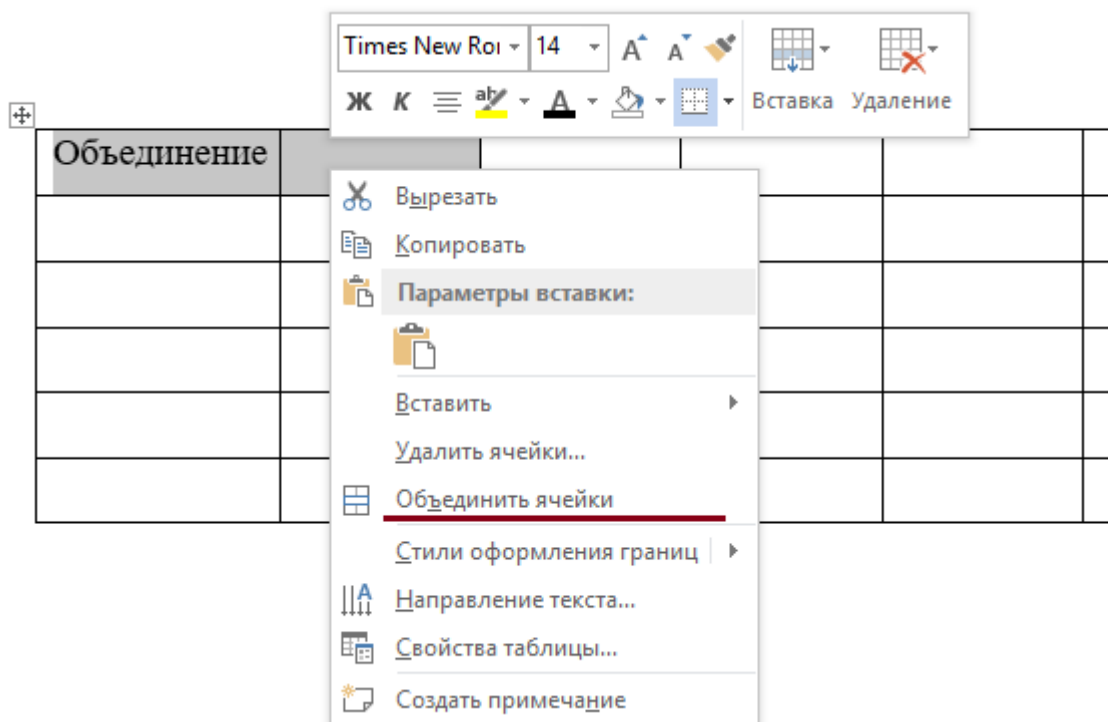 Times New Roi 14
Ж К
Вставка Удаление
Объединение
Вырезать
Копировать
Параметры вставки:
Вставить
Удалить ячейки...
Объединить ячейки
Стили оформления границ
Направление текста...
Свойства таблицы...
Создать примечание